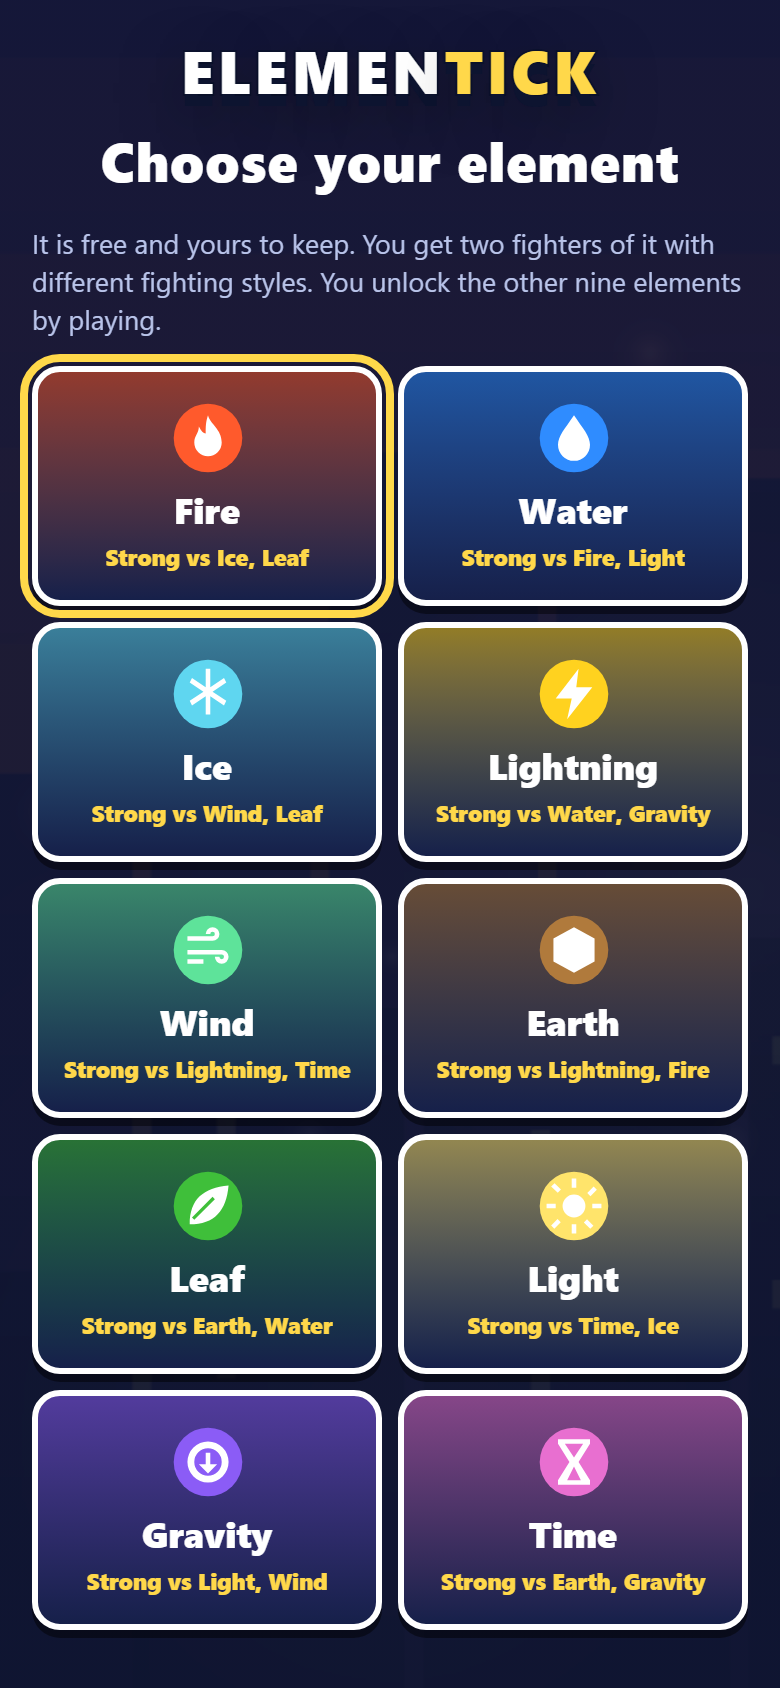 ELEMENTICK
Choose your element
It is free and yours to keep. You get two fighters of it with
different fighting styles. You unlock the other nine elements
by playing.
Fire
Strong vs Ice, Leaf
Water
Strong vs Fire, Light
Ice
Strong vs Wind, Leaf
Lightning
Strong vs Water, Gravity
Wind
Strong vs Lightning, Time
Earth
Strong vs Lightning, Fire
Leaf
Strong vs Earth, Water
Light
Strong vs Time, Ice
Gravity
Strong vs Light, Wind
Time
Strong vs Earth, Gravity